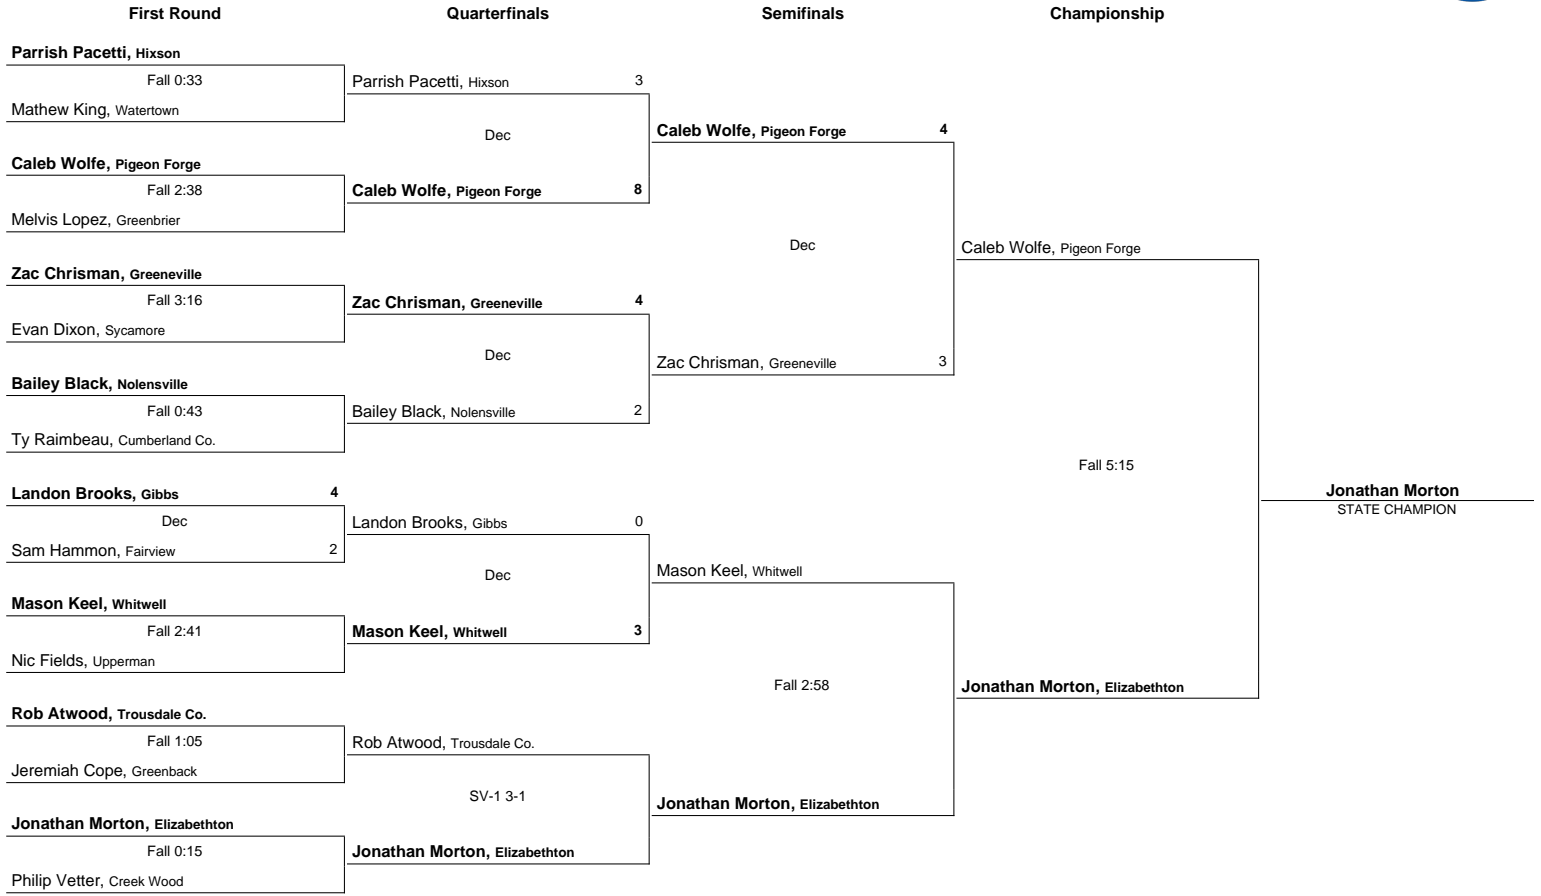 First Round
Quarterfinals
Semifinals
Championship
Parrish Pacetti, Hixson
Fall 0:33
Mathew King, Watertown
Caleb Wolfe, Pigeon Forge
Fall 2:38
Melvis Lopez, Greenbrier
Zac Chrisman, Greeneville
Fall 3:16
Evan Dixon, Sycamore
Bailey Black, Nolensville
Fall 0:43
Ty Raimbeau, Cumberland Co.
Landon Brooks, Gibbs 4
Dec
Sam Hammon, Fairview 2
Mason Keel, Whitwell
Fall 2:41
Nic Fields, Upperman
Rob Atwood, Trousdale Co.
Fall 1:05
Jeremiah Cope, Greenback
Jonathan Morton, Elizabethton
Fall 0:15
Philip Vetter, Creek Wood
Parrish Pacetti, Hixson 3
Dec
Caleb Wolfe, Pigeon Forge 8
Zac Chrisman, Greeneville 4
Dec
Bailey Black, Nolensville 2
Landon Brooks, Gibbs 0
Dec
Mason Keel, Whitwell 3
Rob Atwood, Trousdale Co.
SV-1 3-1
Jonathan Morton, Elizabethton
Caleb Wolfe, Pigeon Forge 4
Dec
Zac Chrisman, Greeneville 3
Mason Keel, Whitwell
Fall 2:58
Jonathan Morton, Elizabethton
Caleb Wolfe, Pigeon Forge
Fall 5:15
Jonathan Morton, Elizabethton
Jonathan Morton
STATE CHAMPION